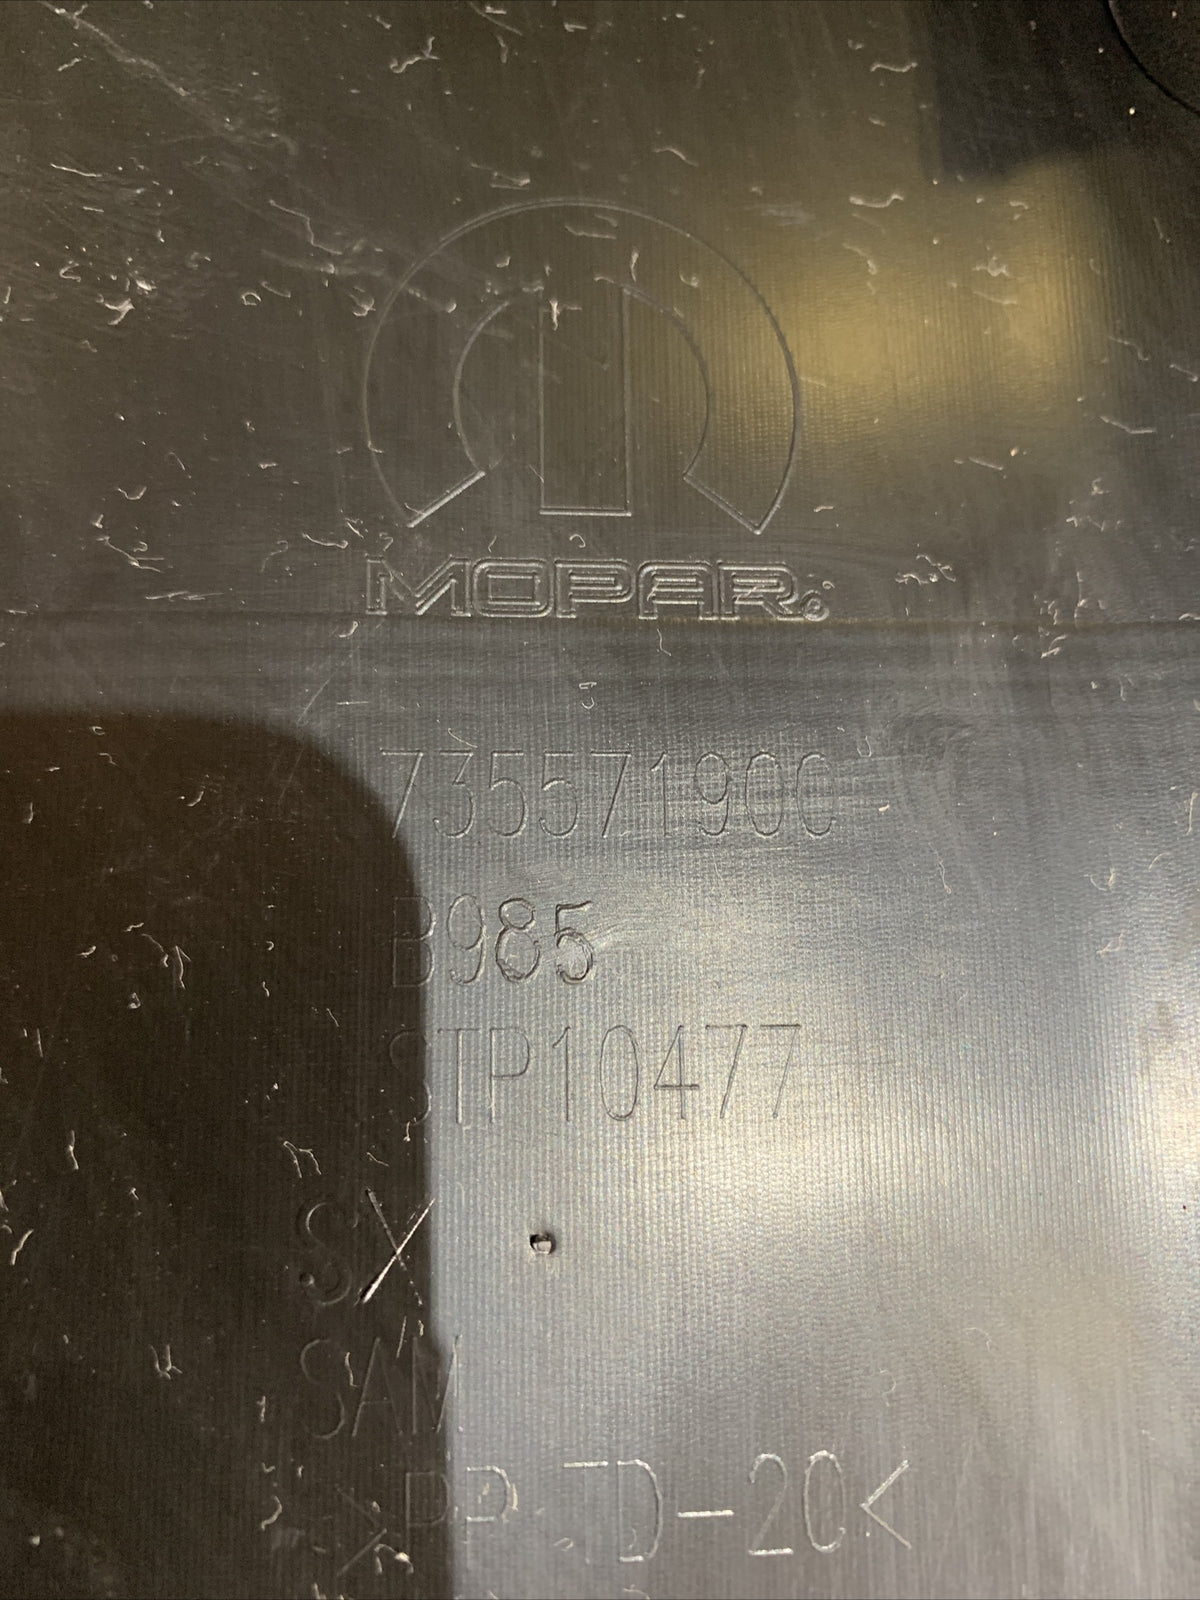 MOPAR®
735571900
B985
STP10477
SX
SAM
>PP-TD-20<